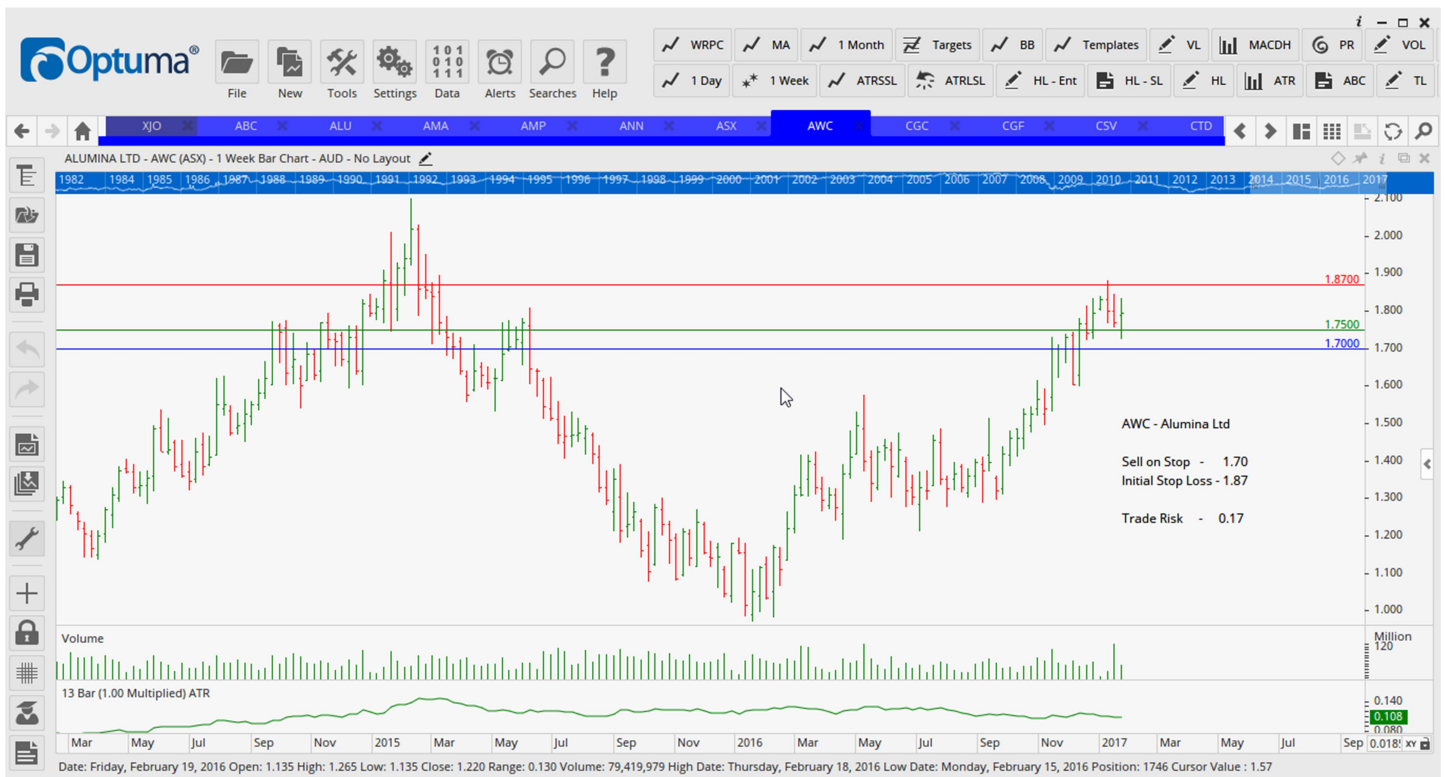 i
Optuma®
File
New
Tools
Settings
Data
Alerts
Searches
Help
WRPC MA 1 Month Targets BB Templates VL MACDH PR VOL
1 Day 1 Week ATRSSL ATRLSL HL - Ent HL - SL HL ATR ABC TL
XJO ABC ALU AMA AMP ANN ASX AWC CGC CGF CSV CTD
ALUMINA LTD - AWC (ASX) - 1 Week Bar Chart - AUD - No Layout
1982 1984 1985 1986 1987 1988 1989 1990 1991 1992 1993 1994 1995 1996 1997 1998 1999 2000 2001 2002 2003 2004 2005 2006 2007 2008 2009 2010 2011 2012 2013 2014 2015 2016 2017
2.100
2.000
1.900
1.8700
1.800
1.7500
1.7000
1.700
1.600
1.500
AWC - Alumina Ltd
1.400
Sell on Stop - 1.70
Initial Stop Loss - 1.87
1.300
Trade Risk - 0.17
1.200
1.100
1.000
Volume
Million
120
13 Bar (1.00 Multiplied) ATR
0.140
0.108
0.080
Mar May Jul Sep Nov 2015 Mar May Jul Sep Nov 2016 Mar May Jul Sep Nov 2017 Mar May Jul Sep XY
Date: Friday, February 19, 2016 Open: 1.135 High: 1.265 Low: 1.135 Close: 1.220 Range: 0.130 Volume: 79,419,979 High Date: Thursday, February 18, 2016 Low Date: Monday, February 15, 2016 Position: 1746 Cursor Value : 1.57